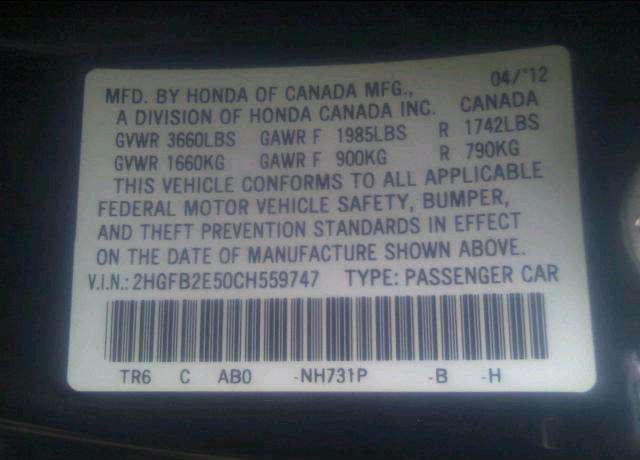 MFD. BY HONDA OF CANADA MFG., 04/'12
A DIVISION OF HONDA CANADA INC. CANADA
GVWR 3660LBS GAWR F 1985LBS R 1742LBS
GVWR 1660KG GAWR F 900KG R 790KG
THIS VEHICLE CONFORMS TO ALL APPLICABLE
FEDERAL MOTOR VEHICLE SAFETY, BUMPER,
AND THEFT PREVENTION STANDARDS IN EFFECT
ON THE DATE OF MANUFACTURE SHOWN ABOVE.
V.I.N.: 2HGFB2E50CH559747 TYPE: PASSENGER CAR
TR6 C AB0 -NH731P -B -H